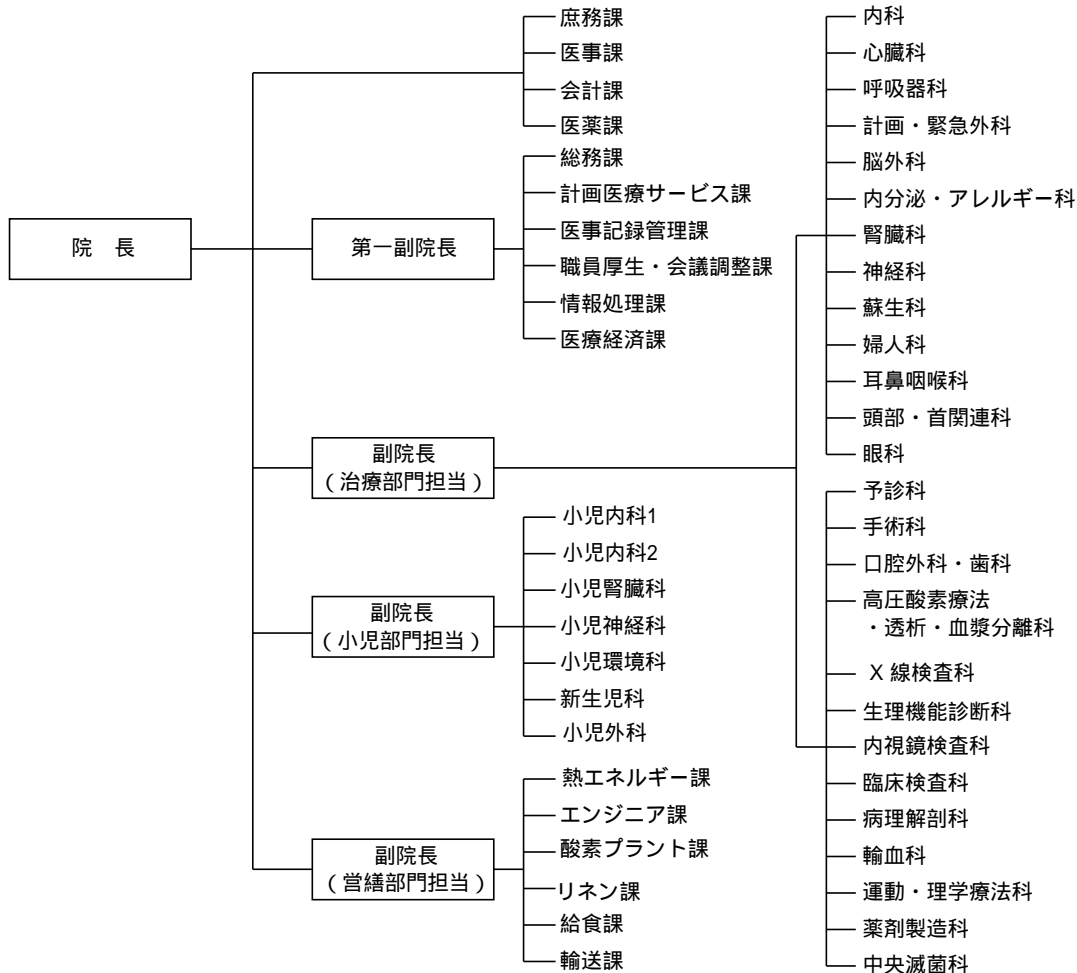 院　長
庶務課
医事課
会計課
医薬課
第一副院長
総務課
計画医療サービス課
医事記録管理課
職員厚生・会議調整課
情報処理課
医療経済課
副院長
（治療部門担当）
内科
心臓科
呼吸器科
計画・緊急外科
脳外科
内分泌・アレルギー科
腎臓科
神経科
蘇生科
婦人科
耳鼻咽喉科
頭部・首関連科
眼科
予診科
手術科
口腔外科・歯科
高圧酸素療法
・透析・血漿分離科
X 線検査科
生理機能診断科
内視鏡検査科
臨床検査科
病理解剖科
輸血科
運動・理学療法科
薬剤製造科
中央滅菌科
副院長
（小児部門担当）
小児内科1
小児内科2
小児腎臓科
小児神経科
小児環境科
新生児科
小児外科
副院長
（営繕部門担当）
熱エネルギー課
エンジニア課
酸素プラント課
リネン課
給食課
輸送課